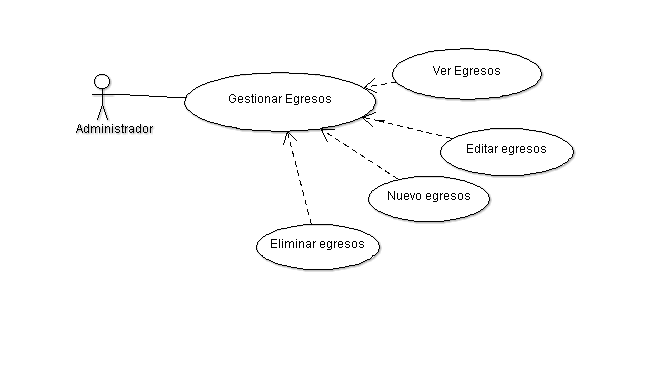 Ver Egresos
Gestionar Egresos
Administrador
Editar egresos
Nuevo egresos
Eliminar egresos